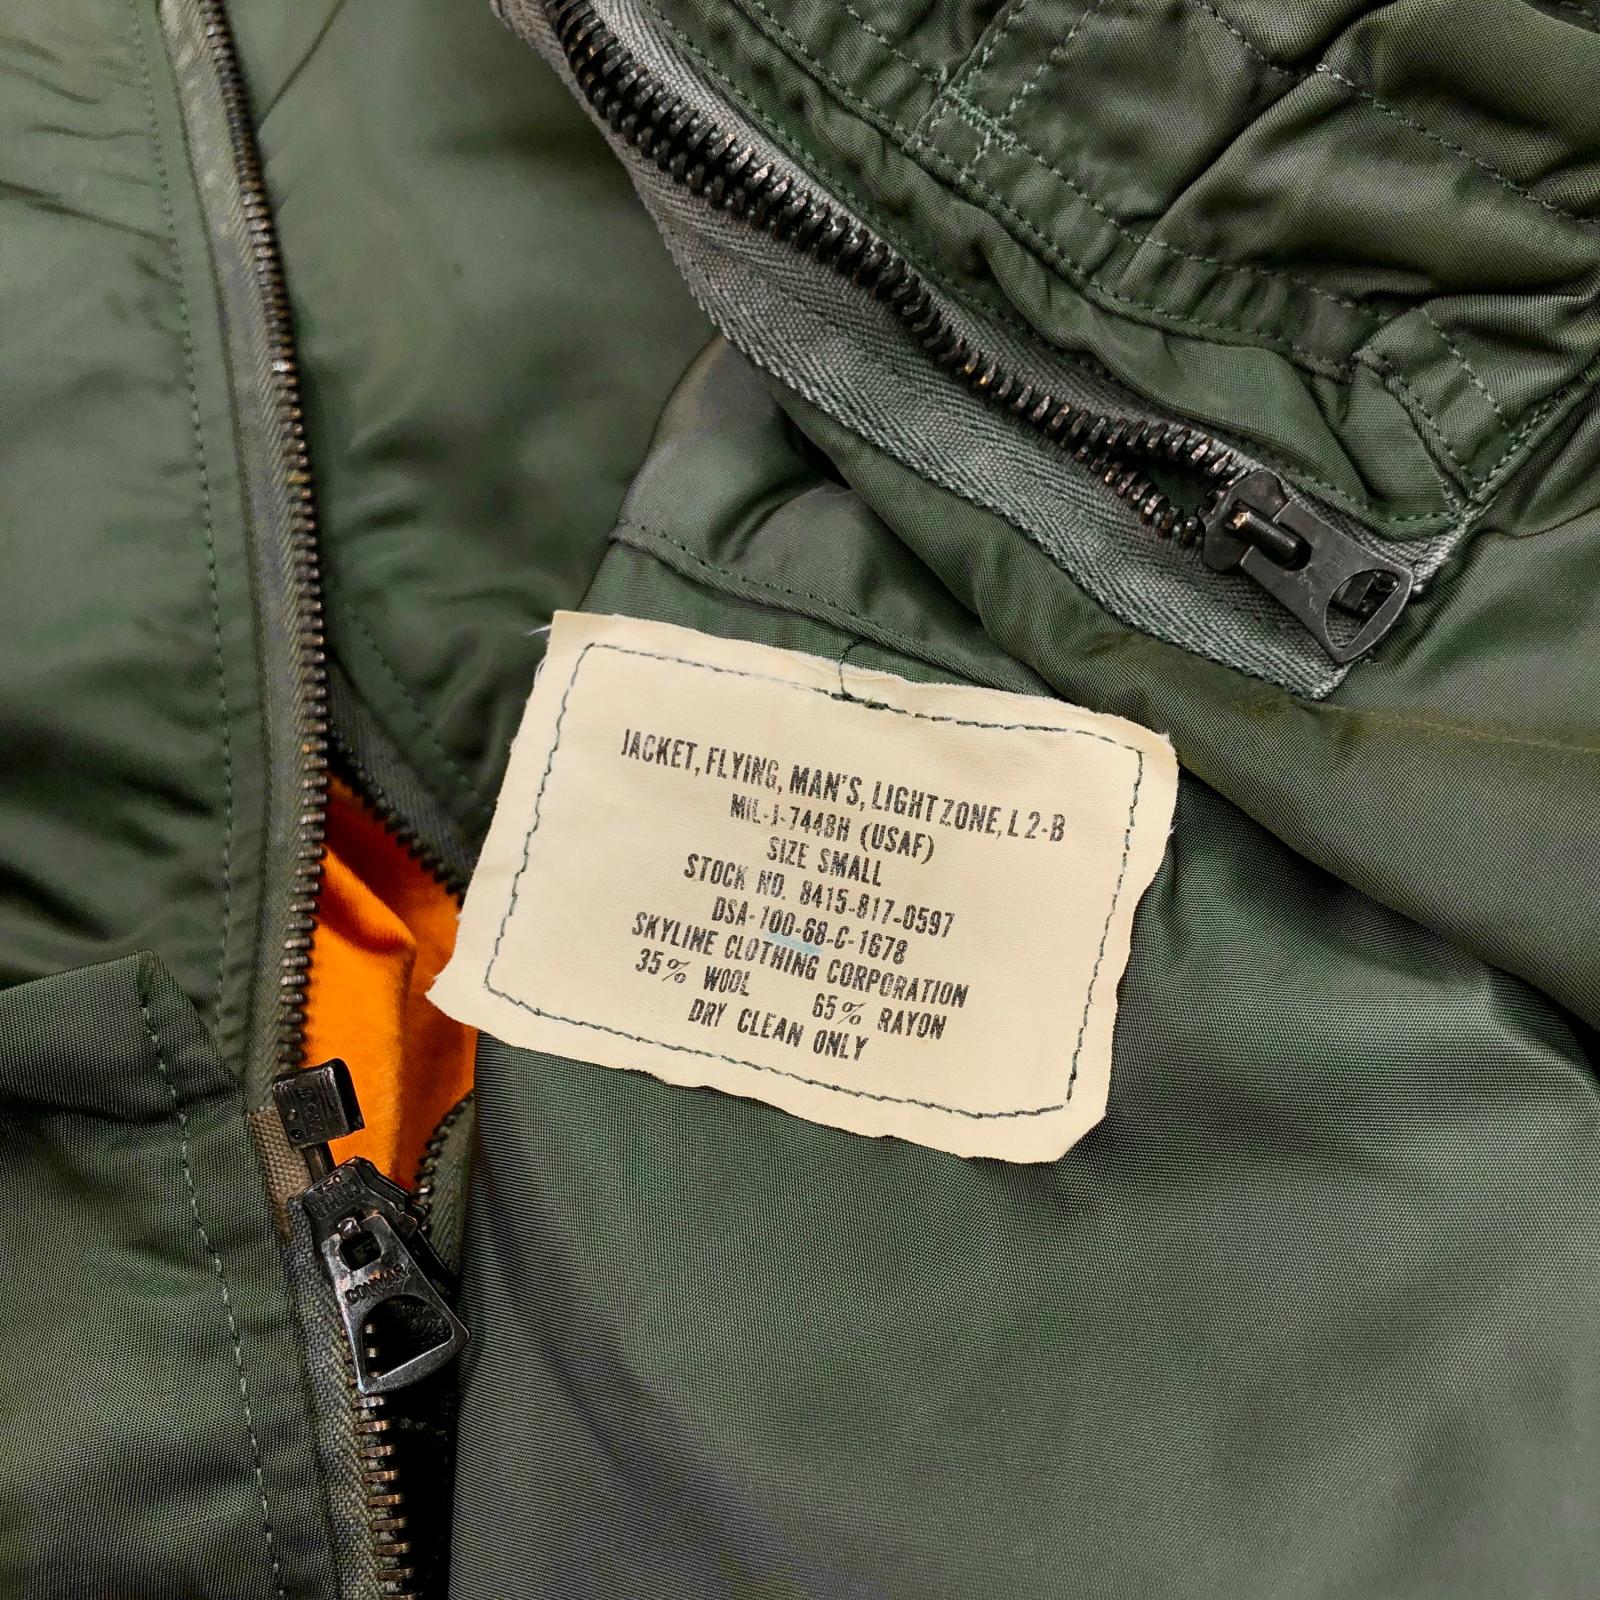 JACKET, FLYING, MAN'S, LIGHT ZONE, L 2-B
MIL-J-7448H (USAF)
SIZE SMALL
STOCK NO. 8415-817-0597
DSA-100-68-C-1678
SKYLINE CLOTHING CORPORATION
35% WOOL 65% RAYON
DRY CLEAN ONLY
CONMAR